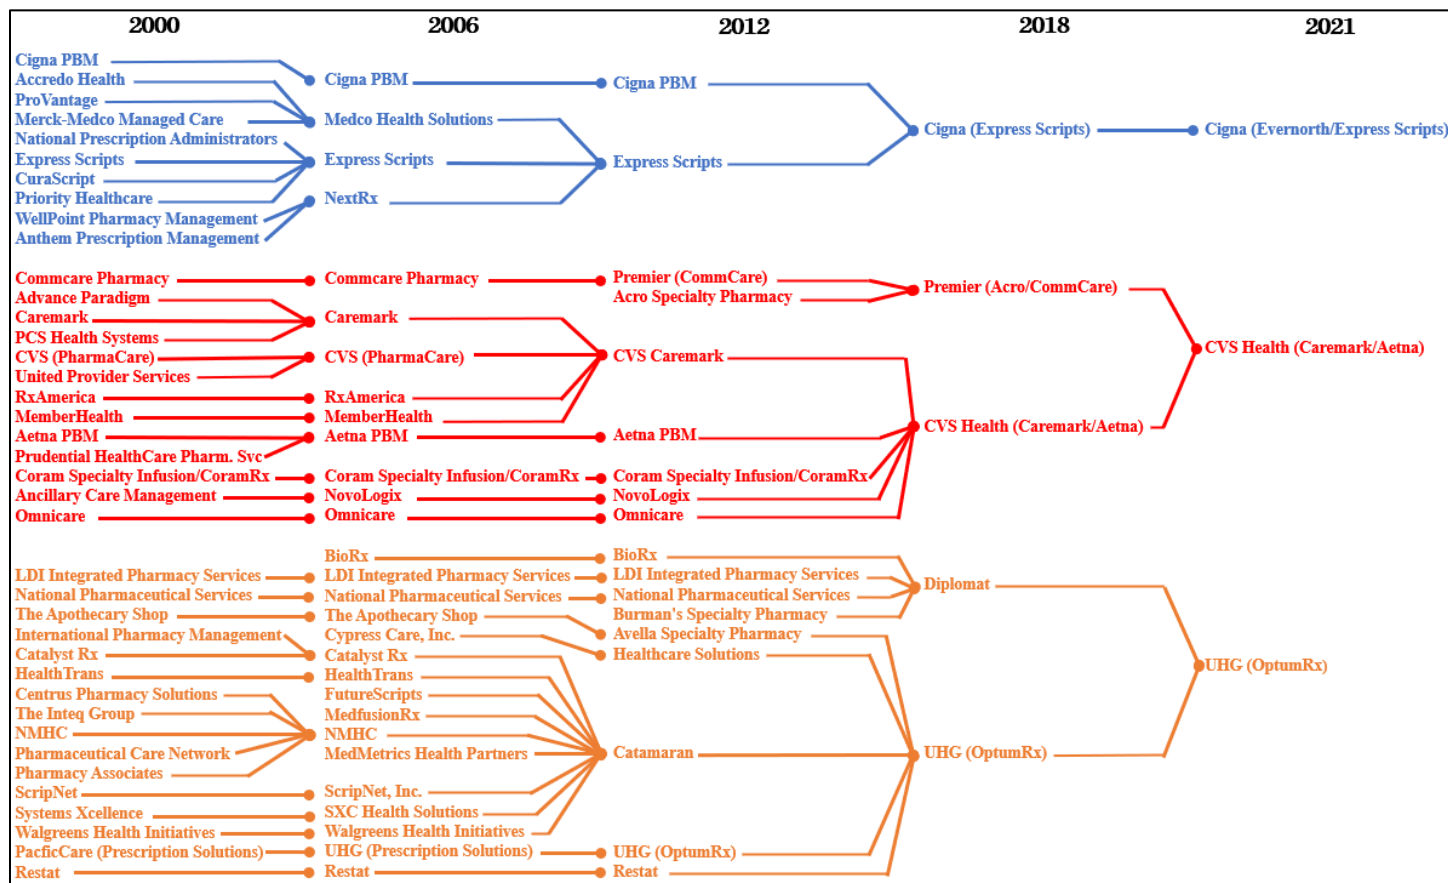 2000 2006 2012 2018 2021
Cigna PBM
Accredo Health
ProVantage
Merck-Medco Managed Care
National Prescription Administrators
Express Scripts
CuraScript
Priority Healthcare
WellPoint Pharmacy Management
Anthem Prescription Management
Cigna PBM
Medco Health Solutions
Express Scripts
NextRx
Cigna PBM
Express Scripts
Cigna (Express Scripts)
Cigna (Evernorth/Express Scripts)
Commcare Pharmacy
Advance Paradigm
Caremark
PCS Health Systems
CVS (PharmaCare)
United Provider Services
RxAmerica
MemberHealth
Aetna PBM
Prudential HealthCare Pharm. Svc
Coram Specialty Infusion/CoramRx
Ancillary Care Management
Omnicare
Commcare Pharmacy
Caremark
CVS (PharmaCare)
RxAmerica
MemberHealth
Aetna PBM
Coram Specialty Infusion/CoramRx
NovoLogix
Omnicare
Premier (CommCare)
Acro Specialty Pharmacy
CVS Caremark
Aetna PBM
Coram Specialty Infusion/CoramRx
NovoLogix
Omnicare
Premier (Acro/CommCare)
CVS Health (Caremark/Aetna)
CVS Health (Caremark/Aetna)
LDI Integrated Pharmacy Services
National Pharmaceutical Services
The Apothecary Shop
International Pharmacy Management
Catalyst Rx
HealthTrans
Centrus Pharmacy Solutions
The Inteq Group
NMHC
Pharmaceutical Care Network
Pharmacy Associates
ScripNet
Systems Xcellence
Walgreens Health Initiatives
PacficCare (Prescription Solutions)
Restat
BioRx
LDI Integrated Pharmacy Services
National Pharmaceutical Services
The Apothecary Shop
Cypress Care, Inc.
Catalyst Rx
HealthTrans
FutureScripts
MedfusionRx
NMHC
MedMetrics Health Partners
ScripNet, Inc.
SXC Health Solutions
Walgreens Health Initiatives
UHG (Prescription Solutions)
Restat
BioRx
LDI Integrated Pharmacy Services
National Pharmaceutical Services
Burman's Specialty Pharmacy
Avella Specialty Pharmacy
Healthcare Solutions
Catamaran
UHG (OptumRx)
Restat
Diplomat
UHG (OptumRx)
UHG (OptumRx)